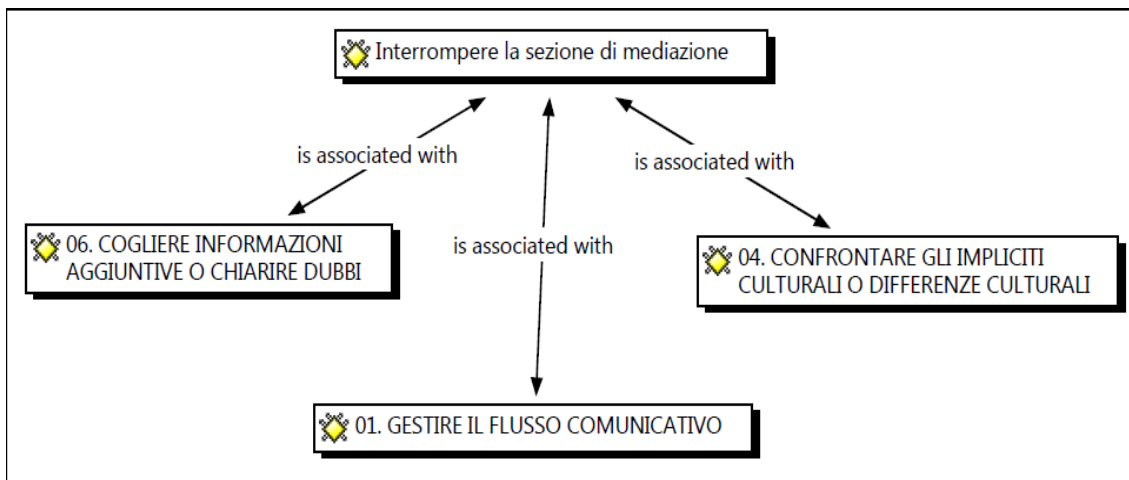 Interrompere la sezione di mediazione
is associated with
is associated with
is associated with
06. COGLIERE INFORMAZIONI
AGGIUNTIVE O CHIARIRE DUBBI
04. CONFRONTARE GLI IMPLICITI
CULTURALI O DIFFERENZE CULTURALI
01. GESTIRE IL FLUSSO COMUNICATIVO